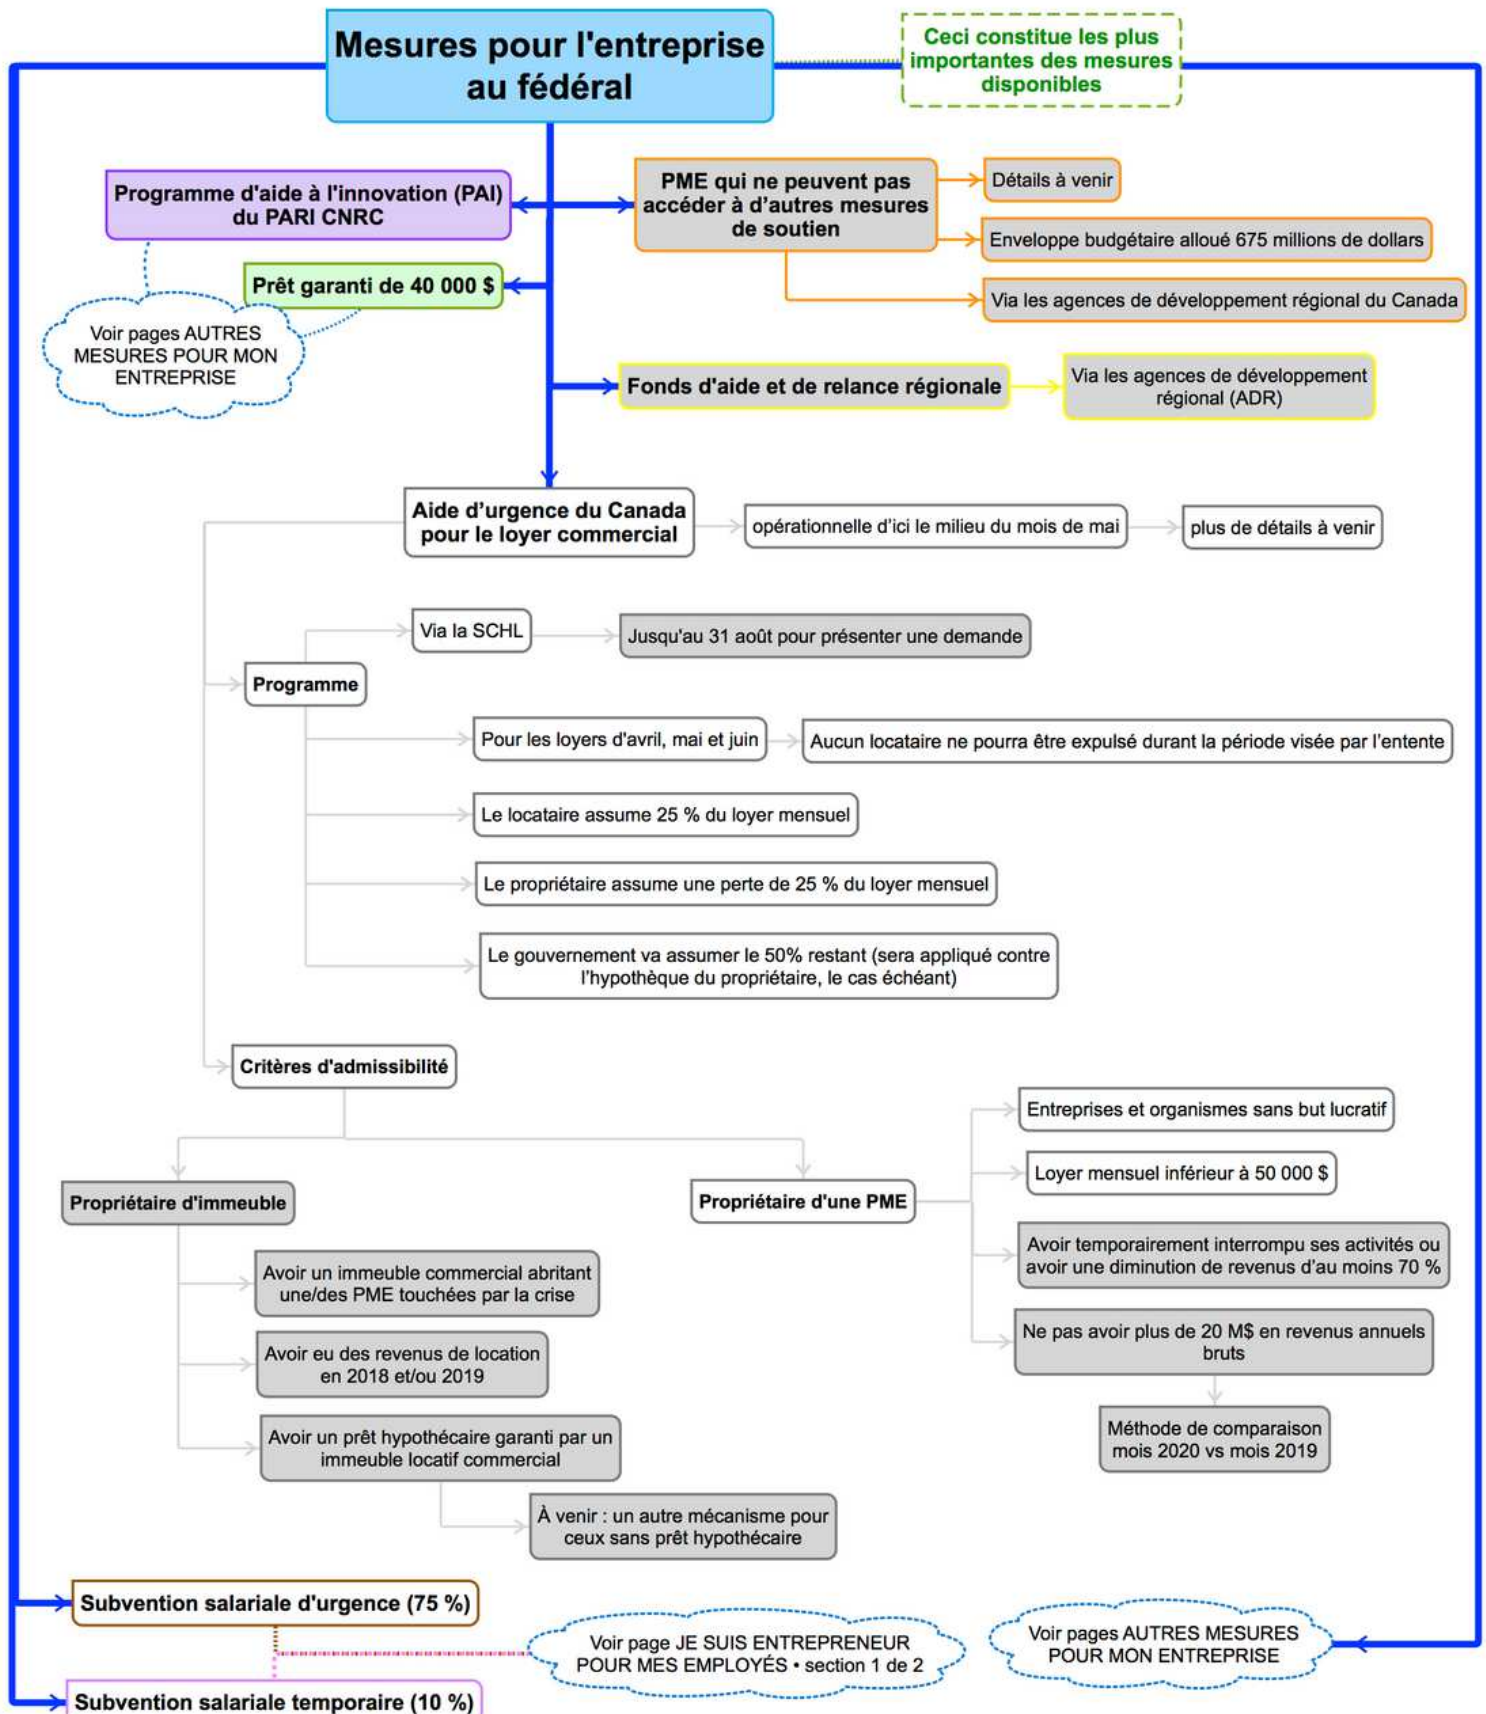 Mesures pour l'entreprise
au fédéral
Ceci constitue les plus
importantes des mesures
disponibles
Programme d'aide à l'innovation (PAI)
du PARI CNRC
PME qui ne peuvent pas
accéder à d’autres mesures
de soutien
Détails à venir
Enveloppe budgétaire alloué 675 millions de dollars
Via les agences de développement régional du Canada
Prêt garanti de 40 000 $
Voir pages AUTRES
MESURES POUR MON
ENTREPRISE
Fonds d'aide et de relance régionale
Via les agences de développement
régional (ADR)
Aide d’urgence du Canada
pour le loyer commercial
opérationnelle d’ici le milieu du mois de mai
plus de détails à venir
Via la SCHL
Jusqu'au 31 août pour présenter une demande
Programme
Pour les loyers d'avril, mai et juin
Aucun locataire ne pourra être expulsé durant la période visée par l’entente
Le locataire assume 25 % du loyer mensuel
Le propriétaire assume une perte de 25 % du loyer mensuel
Le gouvernement va assumer le 50% restant (sera appliqué contre
l’hypothèque du propriétaire, le cas échéant)
Critères d'admissibilité
Propriétaire d'immeuble
Avoir un immeuble commercial abritant
une/des PME touchées par la crise
Avoir eu des revenus de location
en 2018 et/ou 2019
Avoir un prêt hypothécaire garanti par un
immeuble locatif commercial
À venir : un autre mécanisme pour
ceux sans prêt hypothécaire
Propriétaire d'une PME
Entreprises et organismes sans but lucratif
Loyer mensuel inférieur à 50 000 $
Avoir temporairement interrompu ses activités ou
avoir une diminution de revenus d’au moins 70 %
Ne pas avoir plus de 20 M$ en revenus annuels
bruts
Méthode de comparaison
mois 2020 vs mois 2019
Subvention salariale d'urgence (75 %)
Voir page JE SUIS ENTREPRENEUR
POUR MES EMPLOYÉS • section 1 de 2
Voir pages AUTRES MESURES
POUR MON ENTREPRISE
Subvention salariale temporaire (10 %)